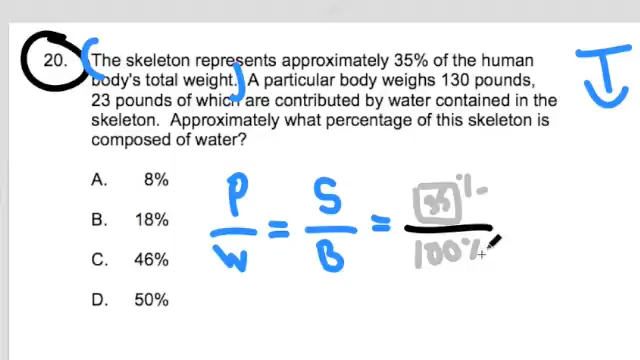 20. The skeleton represents approximately 35% of the human
body's total weight. A particular body weighs 130 pounds,
23 pounds of which are contributed by water contained in the
skeleton. Approximately what percentage of this skeleton is
composed of water?
A. 8%
B. 18%
C. 46%
D. 50%
P/W = S/B = 35%/100%
T